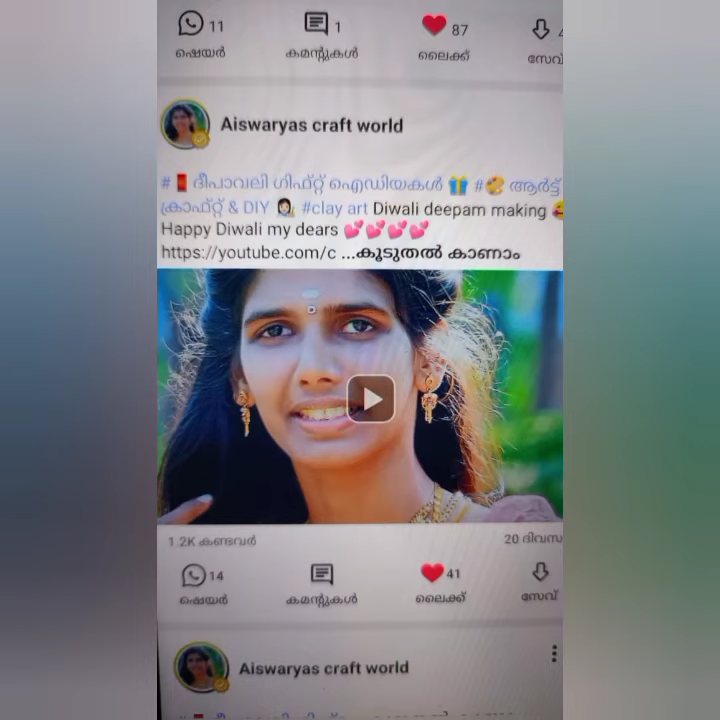 11 1 87
ഷെയർ കമന്റുകൾ ലൈക്ക് സേവ്
Aiswaryas craft world
#🧧 ദീപാവലി ഗിഫ്റ്റ് ഐഡിയകൾ 🎁 #🎨 ആർട്ട്
ക്രാഫ്റ്റ് & DIY 👩🏻‍🎨 #clay art Diwali deepam making
Happy Diwali my dears 💕💕💕💕
https://youtube.com/c ...കൂടുതൽ കാണാം
1.2K കണ്ടവർ 20 ദിവസ
14 41
ഷെയർ കമന്റുകൾ ലൈക്ക് സേവ്
Aiswaryas craft world